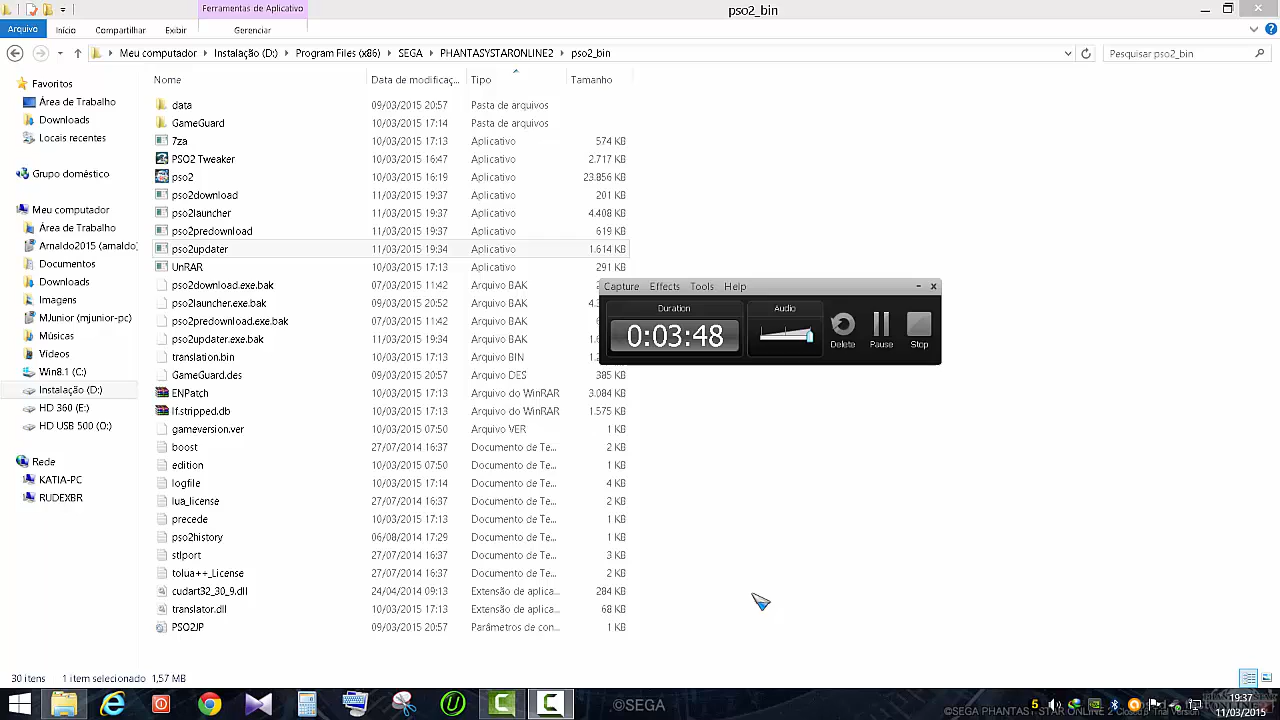 Ferramentas de Aplicativo
pso2_bin
Arquivo Início Compartilhar Exibir Gerenciar
Meu computador Instalação (D:) Program Files (x86) SEGA PHANTASYSTARONLINE2 pso2_bin
Pesquisar pso2_bin
Favoritos
Área de Trabalho
Downloads
Locais recentes
Grupo doméstico
Meu computador
Área de Trabalho
Arnaldo2015 (arnaldo
Documentos
Downloads
Imagens
MJunior (mjunior-pc)
Músicas
Vídeos
Win8.1 (C:)
Instalação (D:)
HD 360 (E:)
HD USB 500 (O:)
Rede
KATIA-PC
RUDEXBR
Nome Data de modificaç... Tipo Tamanho
data 09/03/2015 20:57 Pasta de arquivos
GameGuard 10/03/2015 17:14 Pasta de arquivos
7za 10/03/2015 17:13 Aplicativo 574 KB
PSO2 Tweaker 10/03/2015 16:47 Aplicativo 2.717 KB
pso2 10/03/2015 16:19 Aplicativo 23.856 KB
pso2download 11/03/2015 19:37 Aplicativo 201 KB
pso2launcher 11/03/2015 19:37 Aplicativo 4.408 KB
pso2predownload 11/03/2015 19:37 Aplicativo 619 KB
pso2updater 11/03/2015 19:34 Aplicativo 1.614 KB
UnRAR 10/03/2015 17:13 Aplicativo 291 KB
pso2download.exe.bak 07/03/2015 11:42 Arquivo BAK
pso2launcher.exe.bak 09/03/2015 20:52 Arquivo BAK
pso2predownload.exe.bak 07/03/2015 11:42 Arquivo BAK
pso2updater.exe.bak 11/03/2015 19:34 Arquivo BAK
translation.bin 10/03/2015 17:13 Arquivo BIN
GameGuard.des 09/03/2015 20:57 Arquivo DES 385 KB
ENPatch 10/03/2015 17:13 Arquivo do WinRAR 3.084 KB
lf.stripped.db 10/03/2015 17:13 Arquivo do WinRAR 1.575 KB
gameversion.ver 10/03/2015 07:50 Arquivo VER 1 KB
boost 27/07/2014 16:37 Documento de Te... 2 KB
edition 10/03/2015 07:50 Documento de Te... 1 KB
logfile 10/03/2015 17:14 Documento de Te... 4 KB
lua_license 27/07/2014 16:37 Documento de Te... 2 KB
precede 10/03/2015 17:13 Documento de Te... 1 KB
pso2history 06/08/2014 17:29 Documento de Te... 1 KB
stlport 27/07/2014 16:37 Documento de Te... 3 KB
tolua++_License 27/07/2014 16:37 Documento de Te... 2 KB
cudart32_30_9.dll 24/04/2014 09:13 Extensão de aplica... 284 KB
translator.dll 10/03/2015 17:13 Extensão de aplica... 68 KB
PSO2JP 09/03/2015 20:57 Parâmetros de con... 1 KB
Capture Effects Tools Help
Duration Audio
0:03:48
Delete Pause Stop
30 itens 1 item selecionado 1,57 MB
©SEGA
5
19:37
11/03/2015
©SEGA PHANTASY STAR ONLINE 2